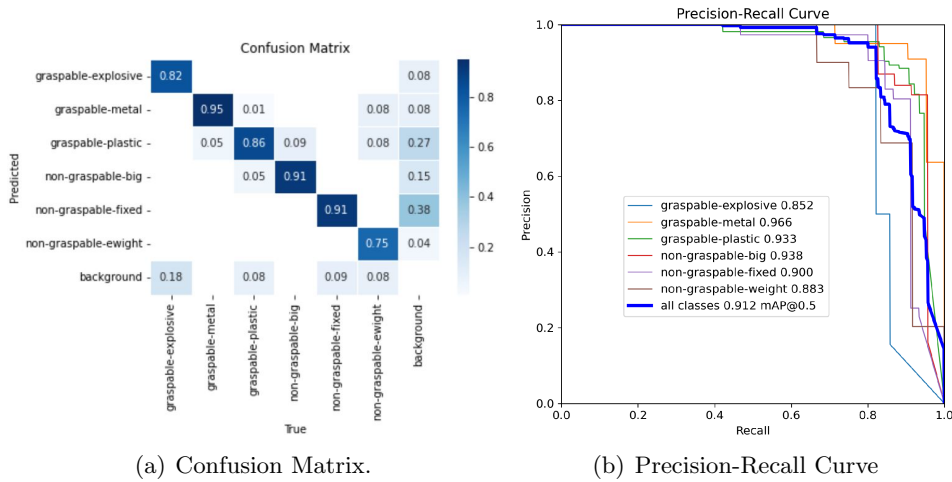 Confusion Matrix
Predicted
graspable-explosive
graspable-metal
graspable-plastic
non-graspable-big
non-graspable-fixed
non-graspable-ewight
background
0.82 0.08
0.95 0.01 0.08 0.08
0.05 0.86 0.09 0.08 0.27
0.05 0.91 0.15
0.91 0.38
0.75 0.04
0.18 0.08 0.09 0.08
graspable-explosive
graspable-metal
graspable-plastic
non-graspable-big
non-graspable-fixed
non-graspable-ewight
background
True
0.8
0.6
0.4
0.2
(a) Confusion Matrix.
Precision-Recall Curve
Precision
1.0
0.8
0.6
0.4
0.2
0.0
graspable-explosive 0.852
graspable-metal 0.966
graspable-plastic 0.933
non-graspable-big 0.938
non-graspable-fixed 0.900
non-graspable-weight 0.883
all classes 0.912 mAP@0.5
0.0 0.2 0.4 0.6 0.8 1.0
Recall
(b) Precision-Recall Curve